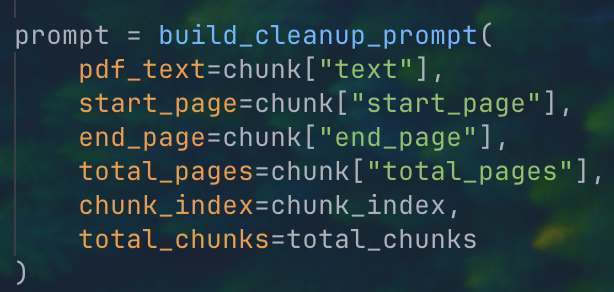 prompt = build_cleanup_prompt(
    pdf_text=chunk["text"],
    start_page=chunk["start_page"],
    end_page=chunk["end_page"],
    total_pages=chunk["total_pages"],
    chunk_index=chunk_index,
    total_chunks=total_chunks
)